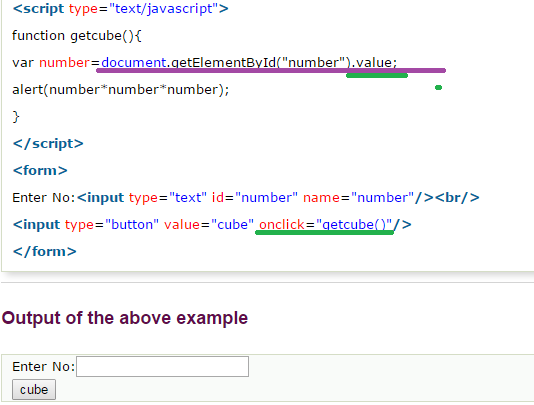 <script type="text/javascript">
function getcube(){
var number=document.getElementById("number").value;
alert(number*number*number);
}
</script>
<form>
Enter No:<input type="text" id="number" name="number"/><br/>
<input type="button" value="cube" onclick="getcube()"/>
</form>
Output of the above example
Enter No:
cube